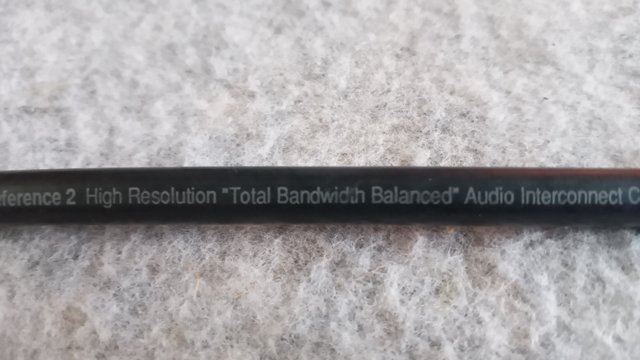 eference 2 High Resolution "Total Bandwidth Balanced" Audio Interconnect C